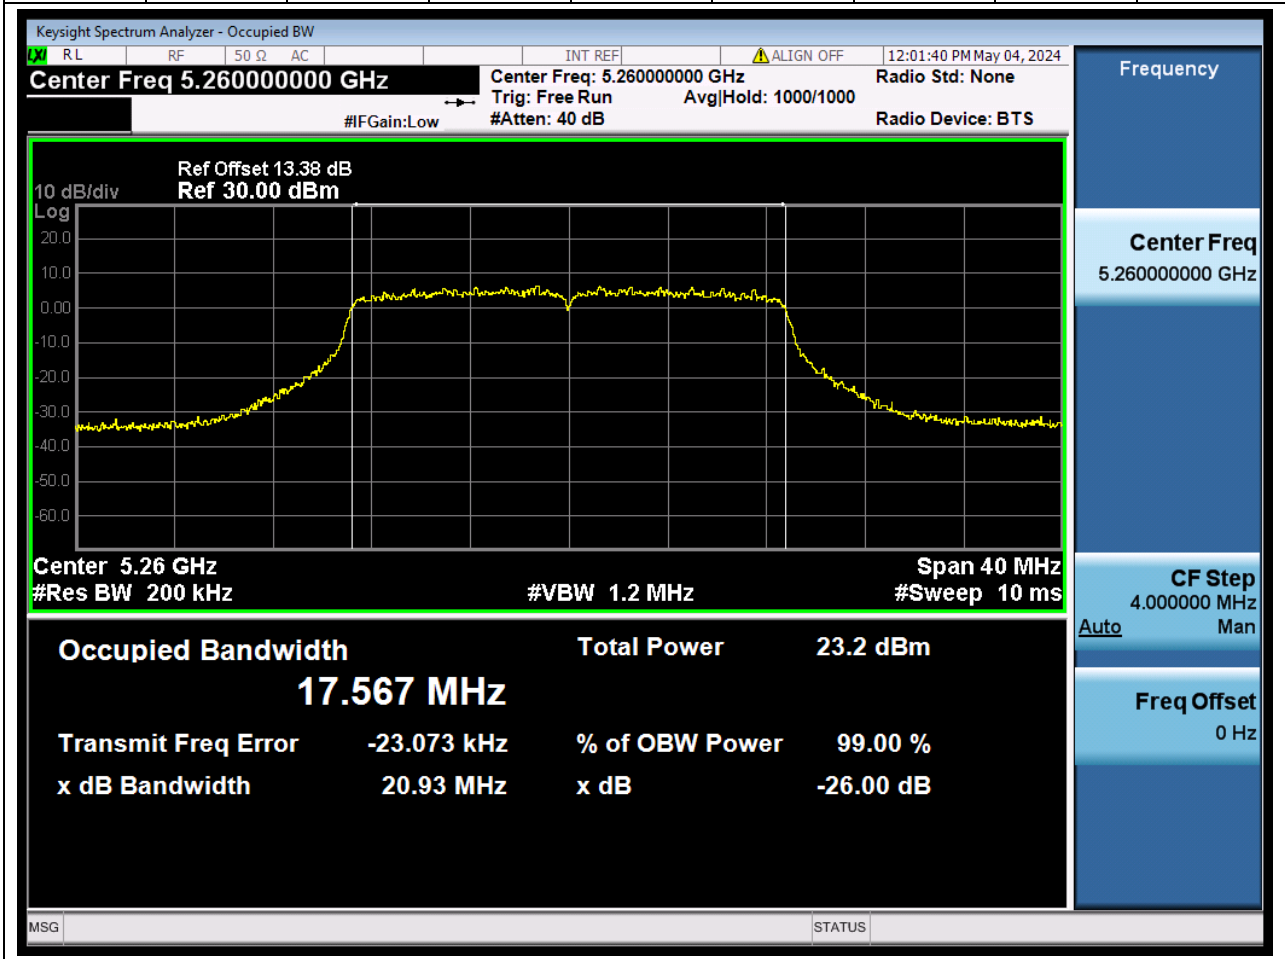 Keysight Spectrum Analyzer - Occupied BW
LXI RL RF 50 Ω AC INT REF ALIGN OFF 12:01:40 PM May 04, 2024
Center Freq 5.260000000 GHz
Center Freq: 5.260000000 GHz
Radio Std: None
Trig: Free Run Avg|Hold: 1000/1000
#IFGain:Low
#Atten: 40 dB
Radio Device: BTS
Ref Offset 13.38 dB
10 dB/div Ref 30.00 dBm
Log
20.0
10.0
0.00
-10.0
-20.0
-30.0
-40.0
-50.0
-60.0
Center 5.26 GHz Span 40 MHz
#Res BW 200 kHz #VBW 1.2 MHz #Sweep 10 ms
Occupied Bandwidth Total Power 23.2 dBm
17.567 MHz
Transmit Freq Error -23.073 kHz % of OBW Power 99.00 %
x dB Bandwidth 20.93 MHz x dB -26.00 dB
MSG STATUS
Frequency
Center Freq
5.260000000 GHz
CF Step
4.000000 MHz
Auto Man
Freq Offset
0 Hz